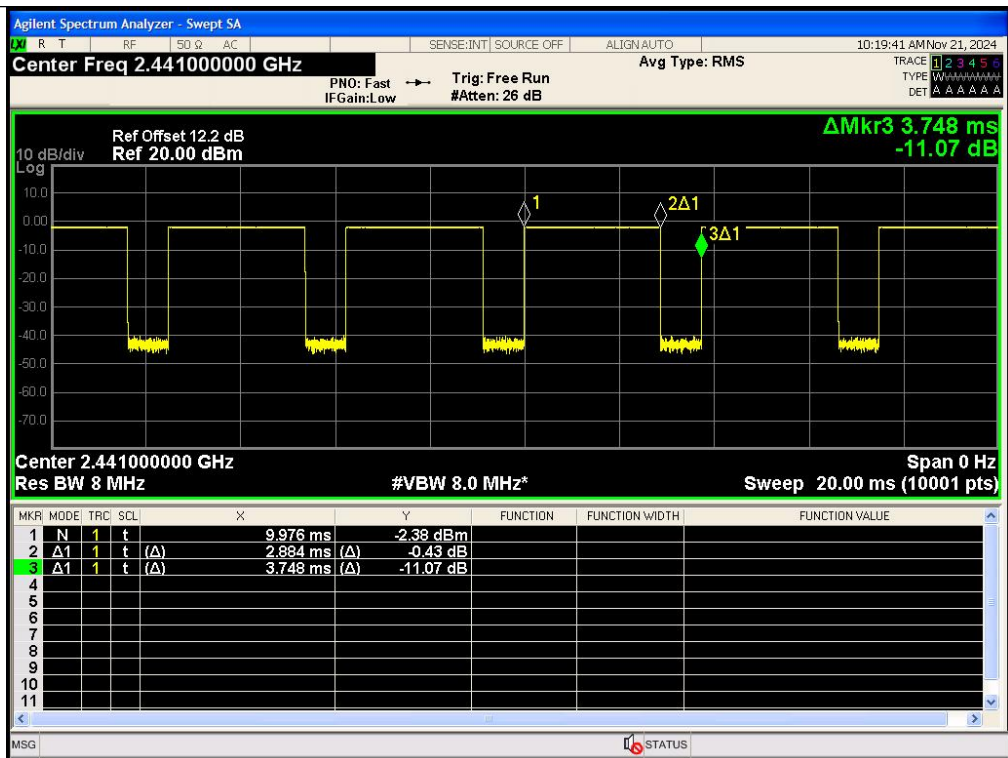 Agilent Spectrum Analyzer - Swept SA
LXI R T RF 50 Ω AC SENSE:INT SOURCE OFF ALIGN AUTO 10:19:41 AM Nov 21, 2024
Center Freq 2.441000000 GHz Avg Type: RMS TRACE 1 2 3 4 5 6
PNO: Fast Trig: Free Run TYPE W
IFGain:Low #Atten: 26 dB DET A A A A A A
ΔMkr3 3.748 ms
Ref Offset 12.2 dB -11.07 dB
10 dB/div Ref 20.00 dBm
Log
10.0
1 2Δ1
0.00
3Δ1
-10.0
-20.0
-30.0
-40.0
-50.0
-60.0
-70.0
Center 2.441000000 GHz Span 0 Hz
Res BW 8 MHz #VBW 8.0 MHz* Sweep 20.00 ms (10001 pts)
MKR MODE TRC SCL X Y FUNCTION FUNCTION WIDTH FUNCTION VALUE
1 N 1 t 9.976 ms -2.38 dBm
2 Δ1 1 t (Δ) 2.884 ms (Δ) -0.43 dB
3 Δ1 1 t (Δ) 3.748 ms (Δ) -11.07 dB
4
5
6
7
8
9
10
11
MSG STATUS